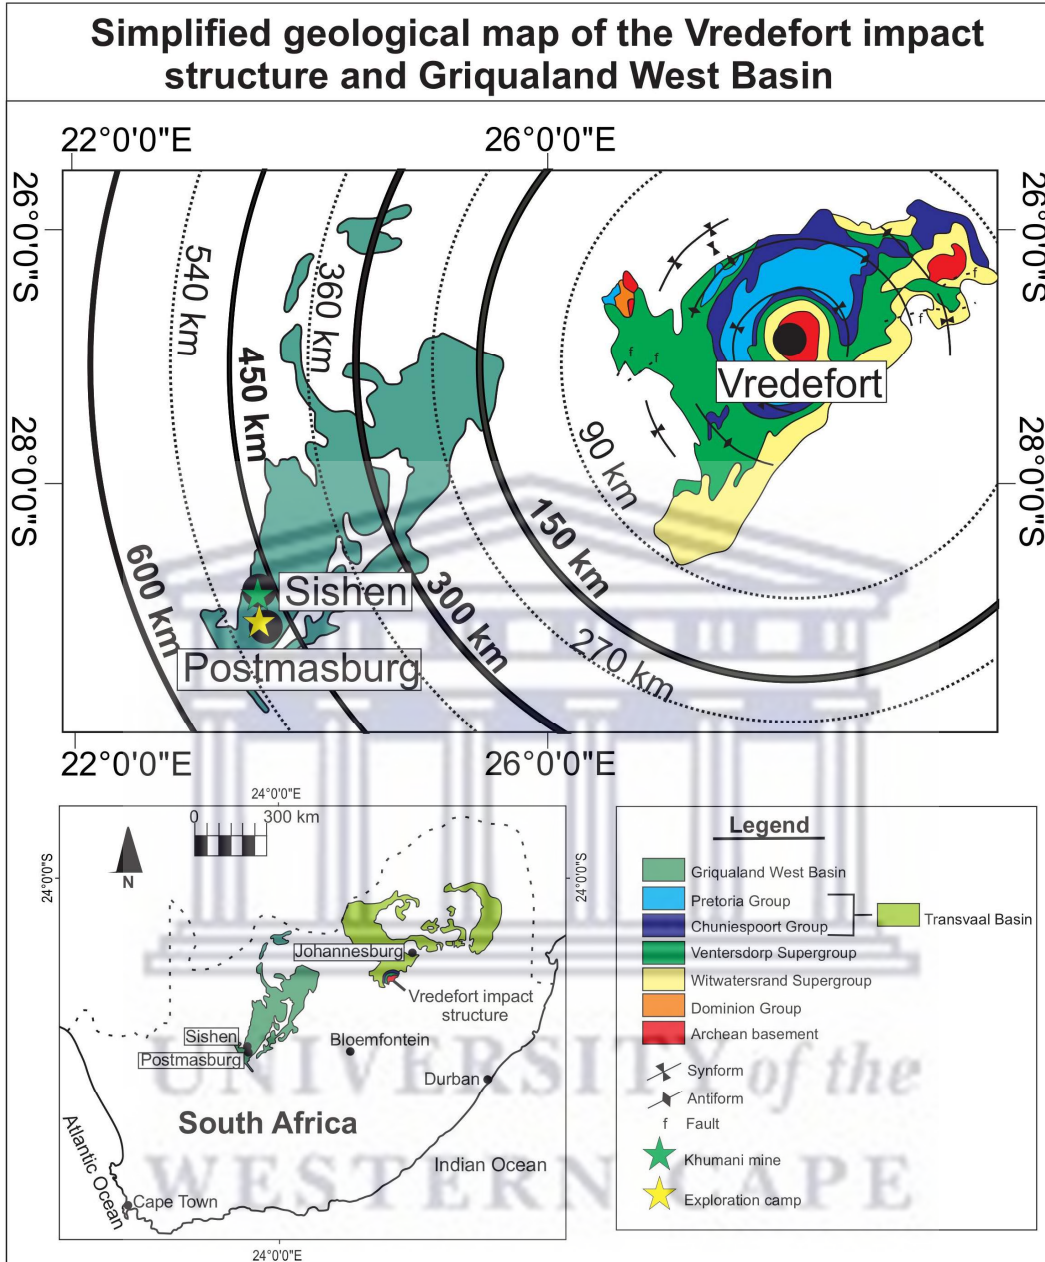 Simplified geological map of the Vredefort impact
structure and Griqualand West Basin
22°0'0"E
26°0'0"E
26°0'0"S
26°0'0"S
540 km
360 km
450 km
f
f
f
f
Vredefort
28°0'0"S
28°0'0"S
90 km
150 km
600 km
Sishen
300 km
270 km
Postmasburg
22°0'0"E
26°0'0"E
24°0'0"E
0 300 km
N
24°0'0"S
24°0'0"S
Johannesburg
Vredefort impact
structure
Sishen
Postmasburg
Bloemfontein
Durban
South Africa
Atlantic Ocean
Indian Ocean
Cape Town
24°0'0"E
Legend
Griqualand West Basin
Pretoria Group
Chuniespoort Group
Transvaal Basin
Ventersdorp Supergroup
Witwatersrand Supergroup
Dominion Group
Archean basement
Synform
Antiform
f Fault
Khumani mine
Exploration camp
UNIVERSITY of the
WESTERN CAPE